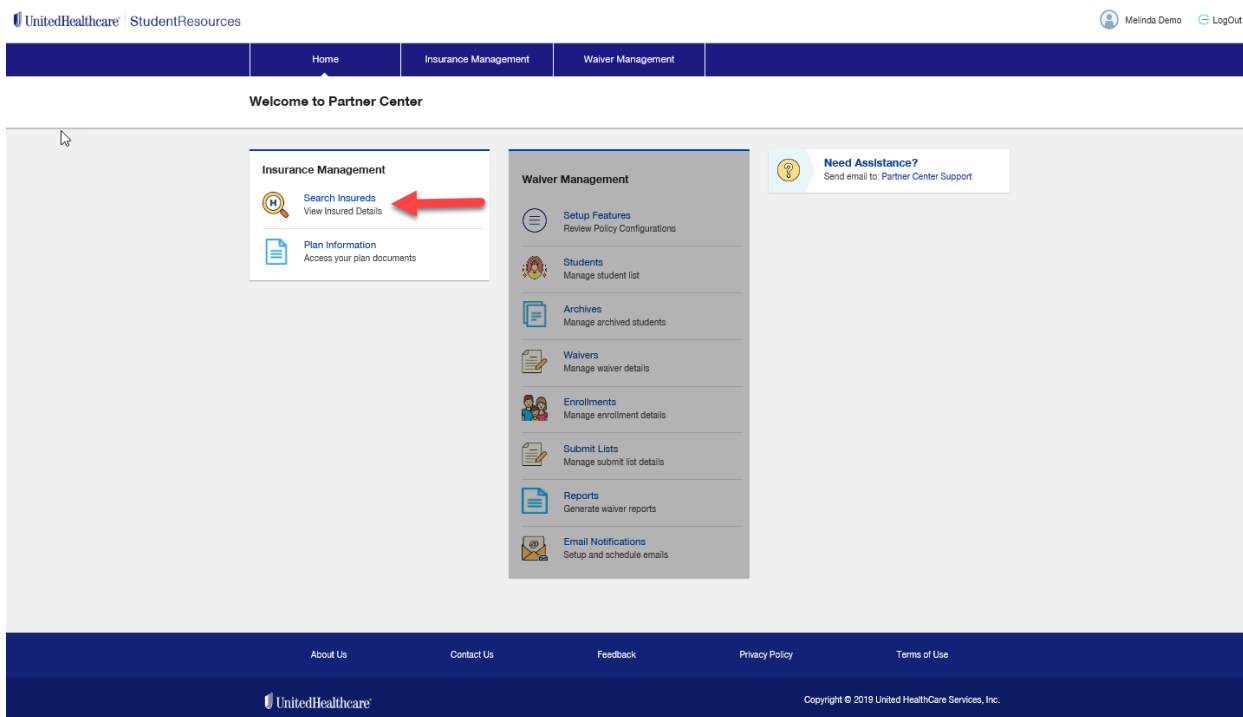 UnitedHealthcare® StudentResources
Melinda Demo LogOut
Home Insurance Management Waiver Management
Welcome to Partner Center
Insurance Management
Search Insureds
View Insured Details
Plan Information
Access your plan documents
Waiver Management
Setup Features
Review Policy Configurations
Students
Manage student list
Archives
Manage archived students
Waivers
Manage waiver details
Enrollments
Manage enrollment details
Submit Lists
Manage submit list details
Reports
Generate waiver reports
Email Notifications
Setup and schedule emails
Need Assistance?
Send email to: Partner Center Support
About Us Contact Us Feedback Privacy Policy Terms of Use
UnitedHealthcare®
Copyright © 2019 United HealthCare Services, Inc.